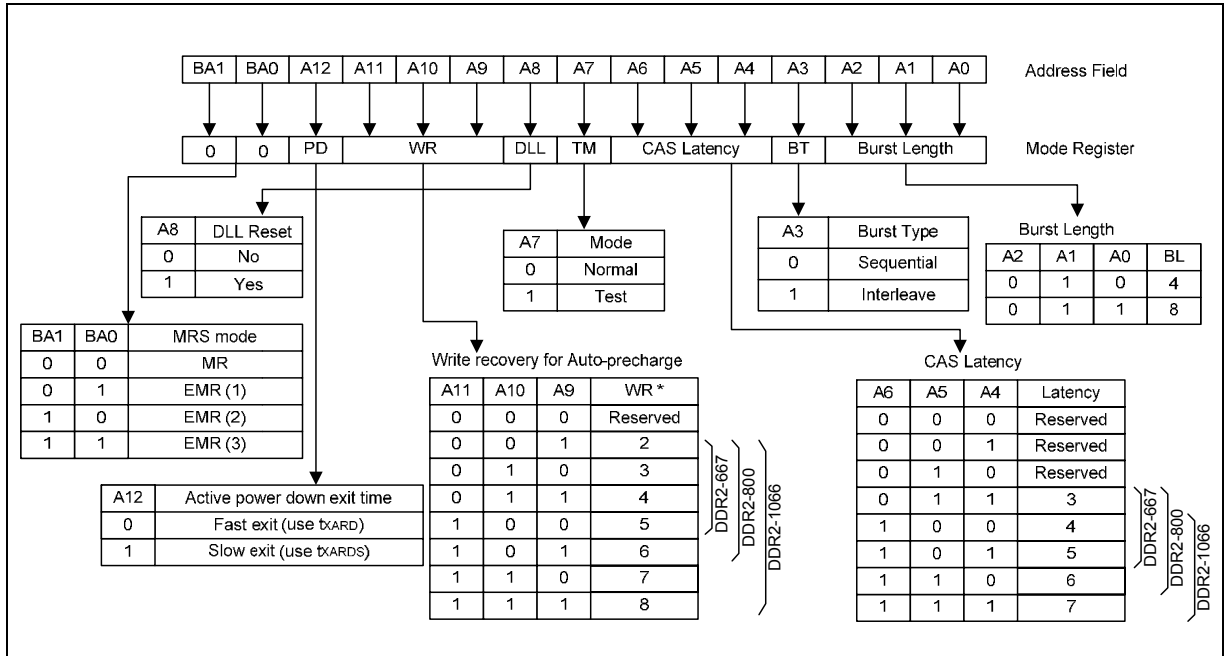 BA1 BA0 A12 A11 A10 A9 A8 A7 A6 A5 A4 A3 A2 A1 A0 Address Field
0 0 PD WR DLL TM CAS Latency BT Burst Length Mode Register
A8 DLL Reset
0 No
1 Yes
A7 Mode
0 Normal
1 Test
A3 Burst Type
0 Sequential
1 Interleave
Burst Length
A2 A1 A0 BL
0 1 0 4
0 1 1 8
BA1 BA0 MRS mode
0 0 MR
0 1 EMR (1)
1 0 EMR (2)
1 1 EMR (3)
A12 Active power down exit time
0 Fast exit (use tXARD)
1 Slow exit (use tXARDS)
Write recovery for Auto-precharge
A11 A10 A9 WR *
0 0 0 Reserved
0 0 1 2
0 1 0 3
0 1 1 4
1 0 0 5
1 0 1 6
1 1 0 7
1 1 1 8
DDR2-667
DDR2-800
DDR2-1066
CAS Latency
A6 A5 A4 Latency
0 0 0 Reserved
0 0 1 Reserved
0 1 0 Reserved
0 1 1 3
1 0 0 4
1 0 1 5
1 1 0 6
1 1 1 7
DDR2-667
DDR2-800
DDR2-1066